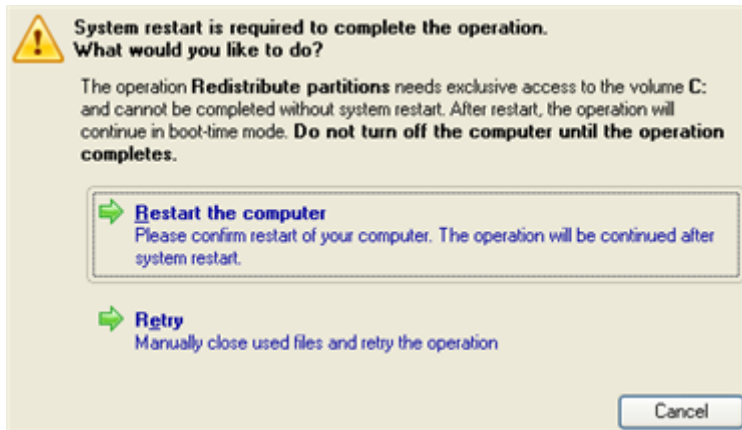 System restart is required to complete the operation.
What would you like to do?
The operation Redistribute partitions needs exclusive access to the volume C:
and cannot be completed without system restart. After restart, the operation will
continue in boot-time mode. Do not turn off the computer until the operation
completes.
Restart the computer
Please confirm restart of your computer. The operation will be continued after
system restart.
Retry
Manually close used files and retry the operation
Cancel